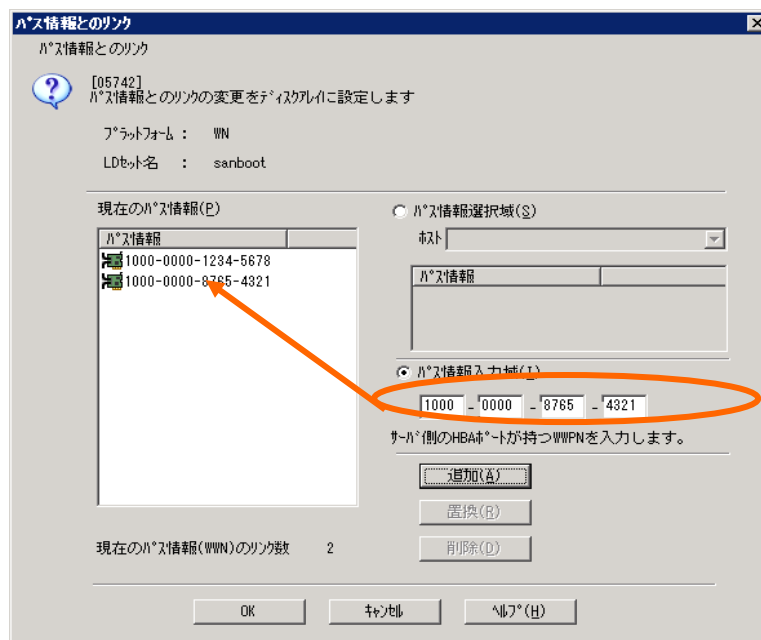 パス情報とのリンク
パス情報とのリンク
[05742]
パス情報とのリンクの変更をディスクアレイに設定します
プラットフォーム : WN
LDセット名 : sanboot
現在のパス情報(P)
パス情報
1000-0000-1234-5678
1000-0000-8765-4321
現在のパス情報(WWN)のリンク数 2
パス情報選択域(S)
ホスト
パス情報
パス情報入力域(I)
1000 - 0000 - 8765 - 4321
サーバ側のHBAポートが持つWWPNを入力します。
追加(A)
置換(R)
削除(D)
OK
キャンセル
ヘルプ(H)